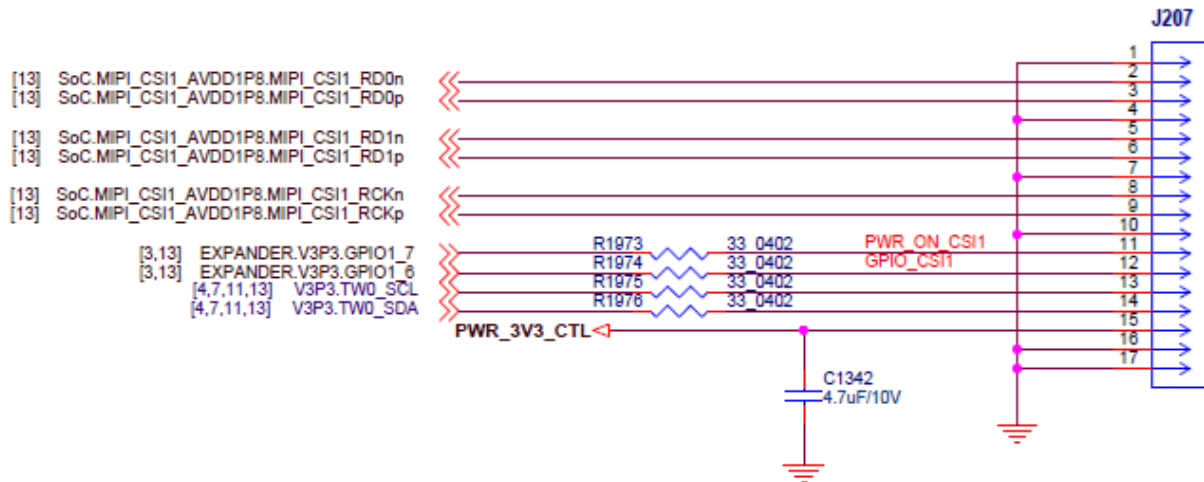 J207
1
[13] SoC.MIPI_CSI1_AVDD1P8.MIPI_CSI1_RD0n 2
[13] SoC.MIPI_CSI1_AVDD1P8.MIPI_CSI1_RD0p 3
4
[13] SoC.MIPI_CSI1_AVDD1P8.MIPI_CSI1_RD1n 5
[13] SoC.MIPI_CSI1_AVDD1P8.MIPI_CSI1_RD1p 6
7
[13] SoC.MIPI_CSI1_AVDD1P8.MIPI_CSI1_RCKn 8
[13] SoC.MIPI_CSI1_AVDD1P8.MIPI_CSI1_RCKp 9
10
[3,13] EXPANDER.V3P3.GPIO1_7 R1973 33_0402 PWR_ON_CSI1 11
[3,13] EXPANDER.V3P3.GPIO1_6 R1974 33_0402 GPIO_CSI1 12
[4,7,11,13] V3P3.TW0_SCL R1975 33_0402 13
[4,7,11,13] V3P3.TW0_SDA R1976 33_0402 14
PWR_3V3_CTL 15
16
17
C1342
4.7uF/10V